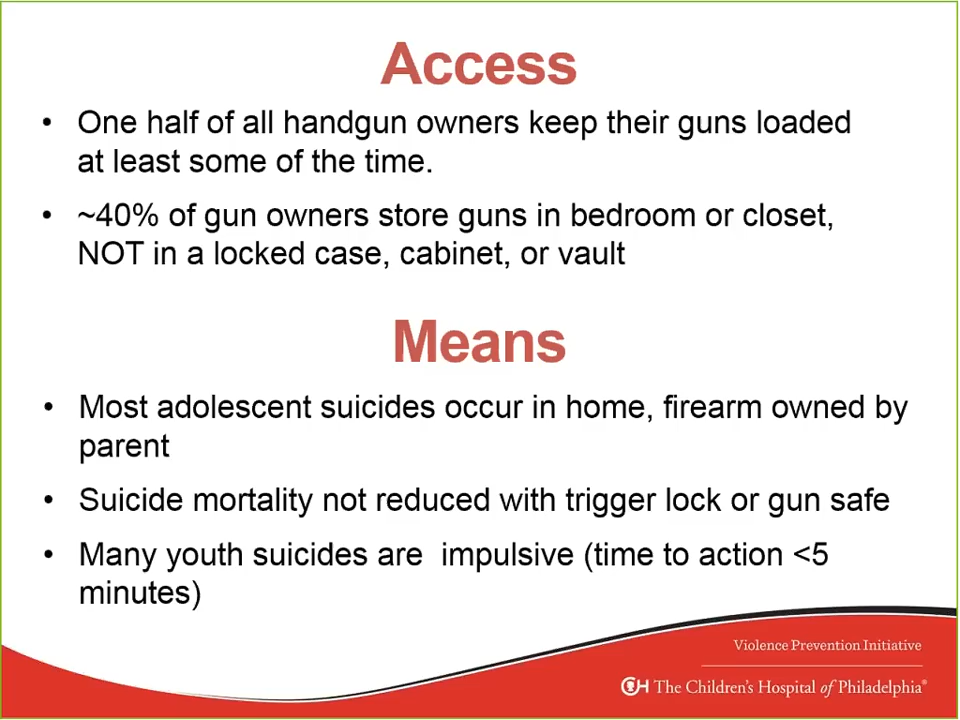 Access
• One half of all handgun owners keep their guns loaded
at least some of the time.
• ~40% of gun owners store guns in bedroom or closet,
NOT in a locked case, cabinet, or vault
Means
• Most adolescent suicides occur in home, firearm owned by
parent
• Suicide mortality not reduced with trigger lock or gun safe
• Many youth suicides are  impulsive (time to action <5
minutes)
Violence Prevention Initiative
The Children's Hospital of Philadelphia®